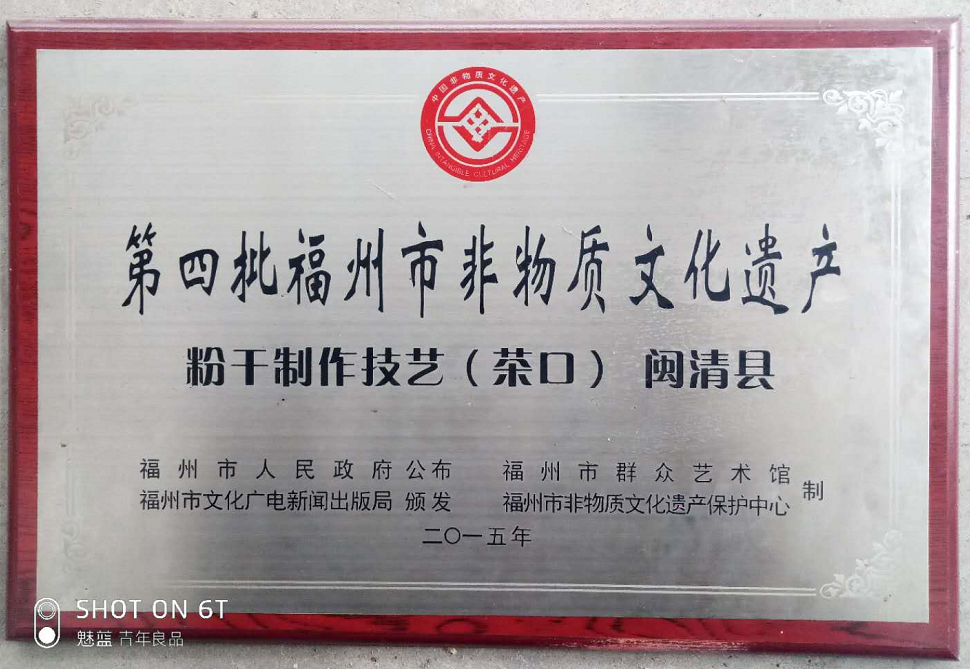 中国非物质文化遗产
CHINA INTANGIBLE CULTURAL HERITAGE
第四批福州市非物质文化遗产
粉干制作技艺（茶口） 闽清县
福州市人民政府公布
福州市文化广电新闻出版局 颁发
福州市群众艺术馆
福州市非物质文化遗产保护中心
制
二〇一五年
SHOT ON 6T
魅蓝 青年良品